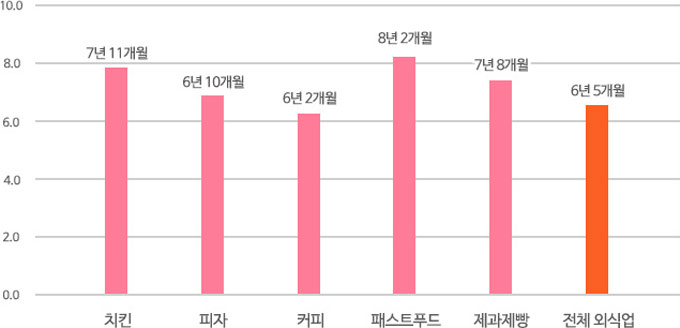 10.0
8.0
6.0
4.0
2.0
0.0
7년 11개월
6년 10개월
6년 2개월
8년 2개월
7년 8개월
6년 5개월
치킨
피자
커피
패스트푸드
제과제빵
전체 외식업